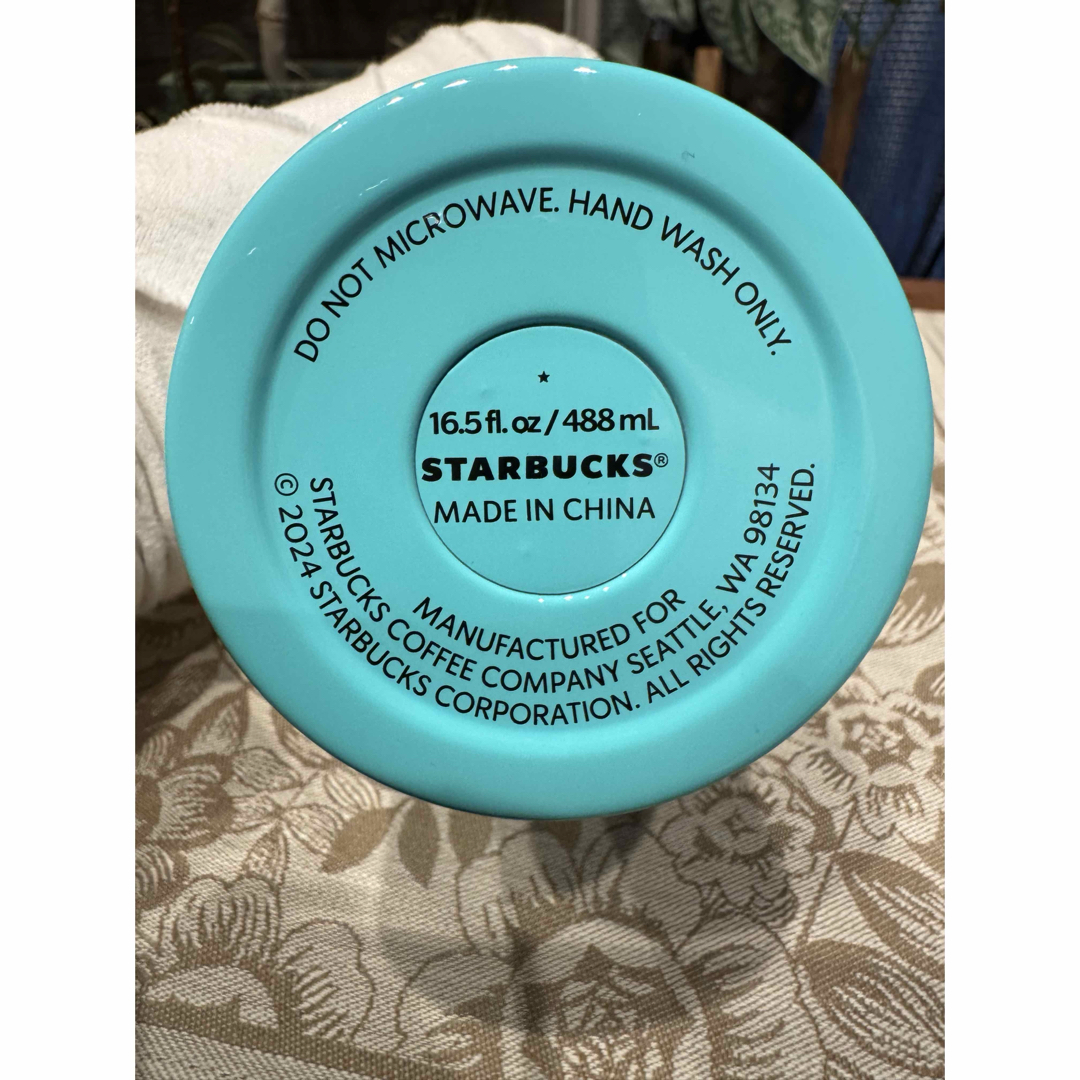 DO NOT MICROWAVE. HAND WASH ONLY.
16.5 fl. oz / 488 mL
STARBUCKS®
MADE IN CHINA
MANUFACTURED FOR
STARBUCKS COFFEE COMPANY SEATTLE, WA 98134
© 2024 STARBUCKS CORPORATION. ALL RIGHTS RESERVED.